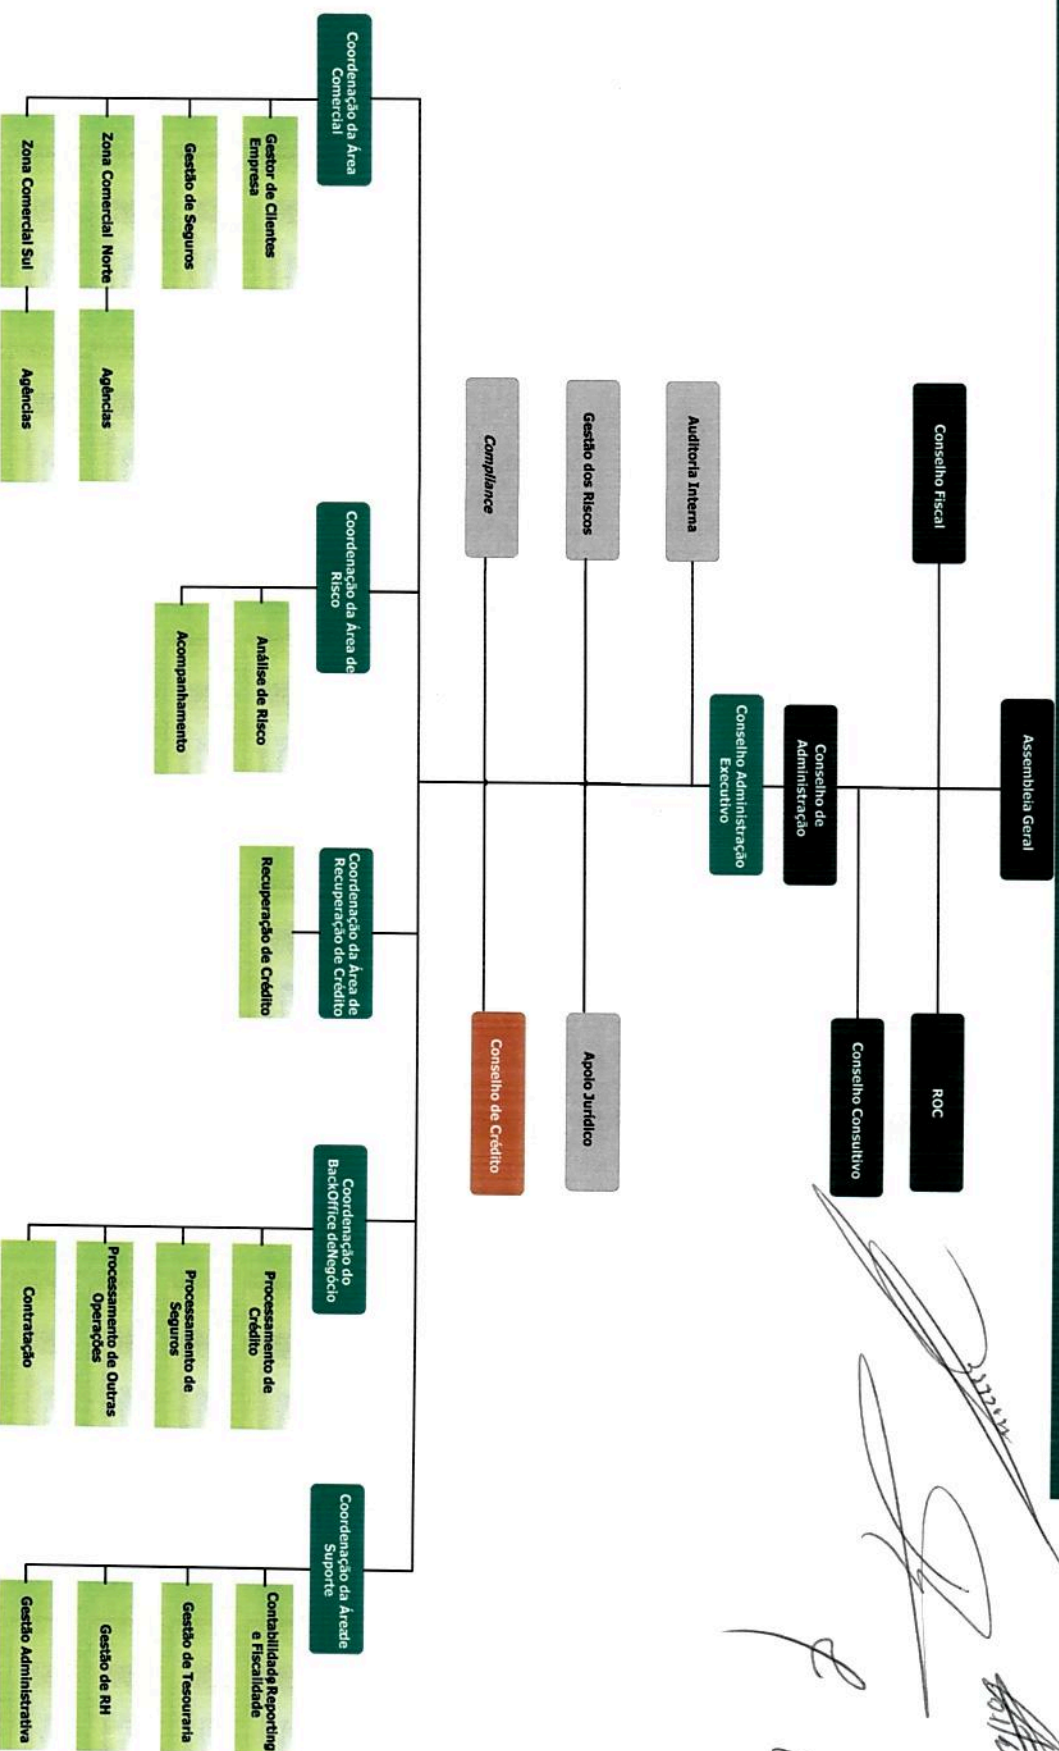 Assembleia Geral
Conselho Fiscal
ROC
Conselho Consultivo
Conselho de
Administração
Conselho Administração
Executivo
Auditoria Interna
Gestão dos Riscos
Apoio Jurídico
Compliance
Conselho de Crédito
Coordenação da Área
Comercial
Gestor de Clientes
Empresa
Gestão de Seguros
Zona Comercial Norte
Agências
Zona Comercial Sul
Agências
Coordenação da Área de
Risco
Análise de Risco
Acompanhamento
Coordenação da Área de
Recuperação de Crédito
Recuperação de Crédito
Coordenação do
BackOffice deNegócio
Processamento de
Crédito
Processamento de
Seguros
Processamento de Outras
Operações
Contratação
Coordenação da Áreade
Suporte
Contabilidade Reporting
e Fiscalidade
Gestão de Tesouraria
Gestão de RH
Gestão Administrativa